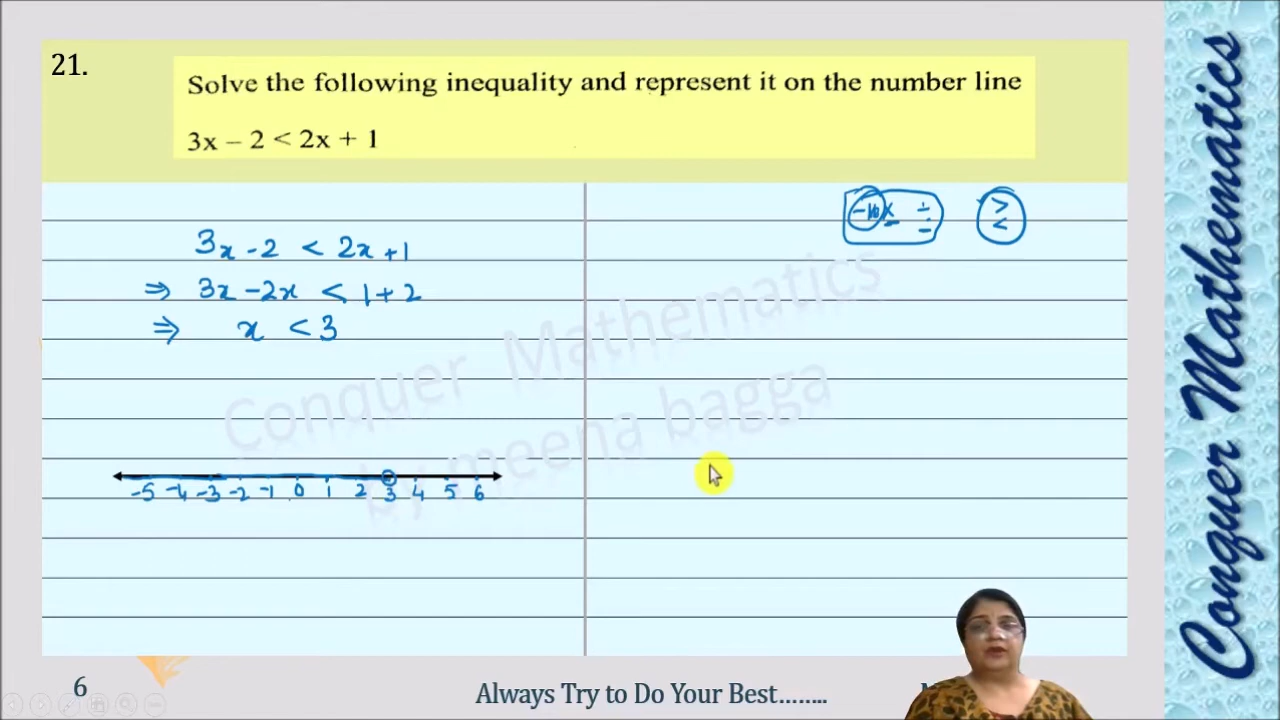 21.
Solve the following inequality and represent it on the number line
3x – 2 < 2x + 1
3x - 2 < 2x + 1
⇒ 3x - 2x < 1 + 2
⇒ x < 3
× ÷ >
- - <
Conquer Mathematics
by meena bagga
-5 -4 -3 -2 -1 0 1 2 3 4 5 6
6
Always Try to Do Your Best........
Conquer Mathematics